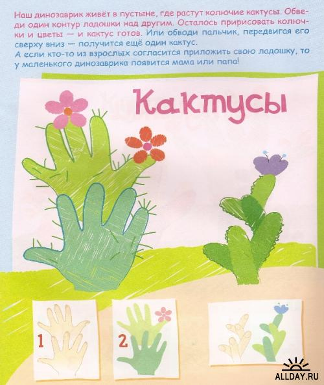 Наш динозаврик живёт в пустыне, где растут колючие кактусы. Обве-
ди один контур ладошки над другим. Осталось пририсовать колюч-
ки и цветы — и кактус готов. Или обводи пальчик, передвигая его
сверху вниз — получится ещё один кактус.
А если кто-то из взрослых согласится приложить свою ладошку, то
у маленького динозаврика появится мама или папа!
Кактусы
1
2
ALLDAY.RU